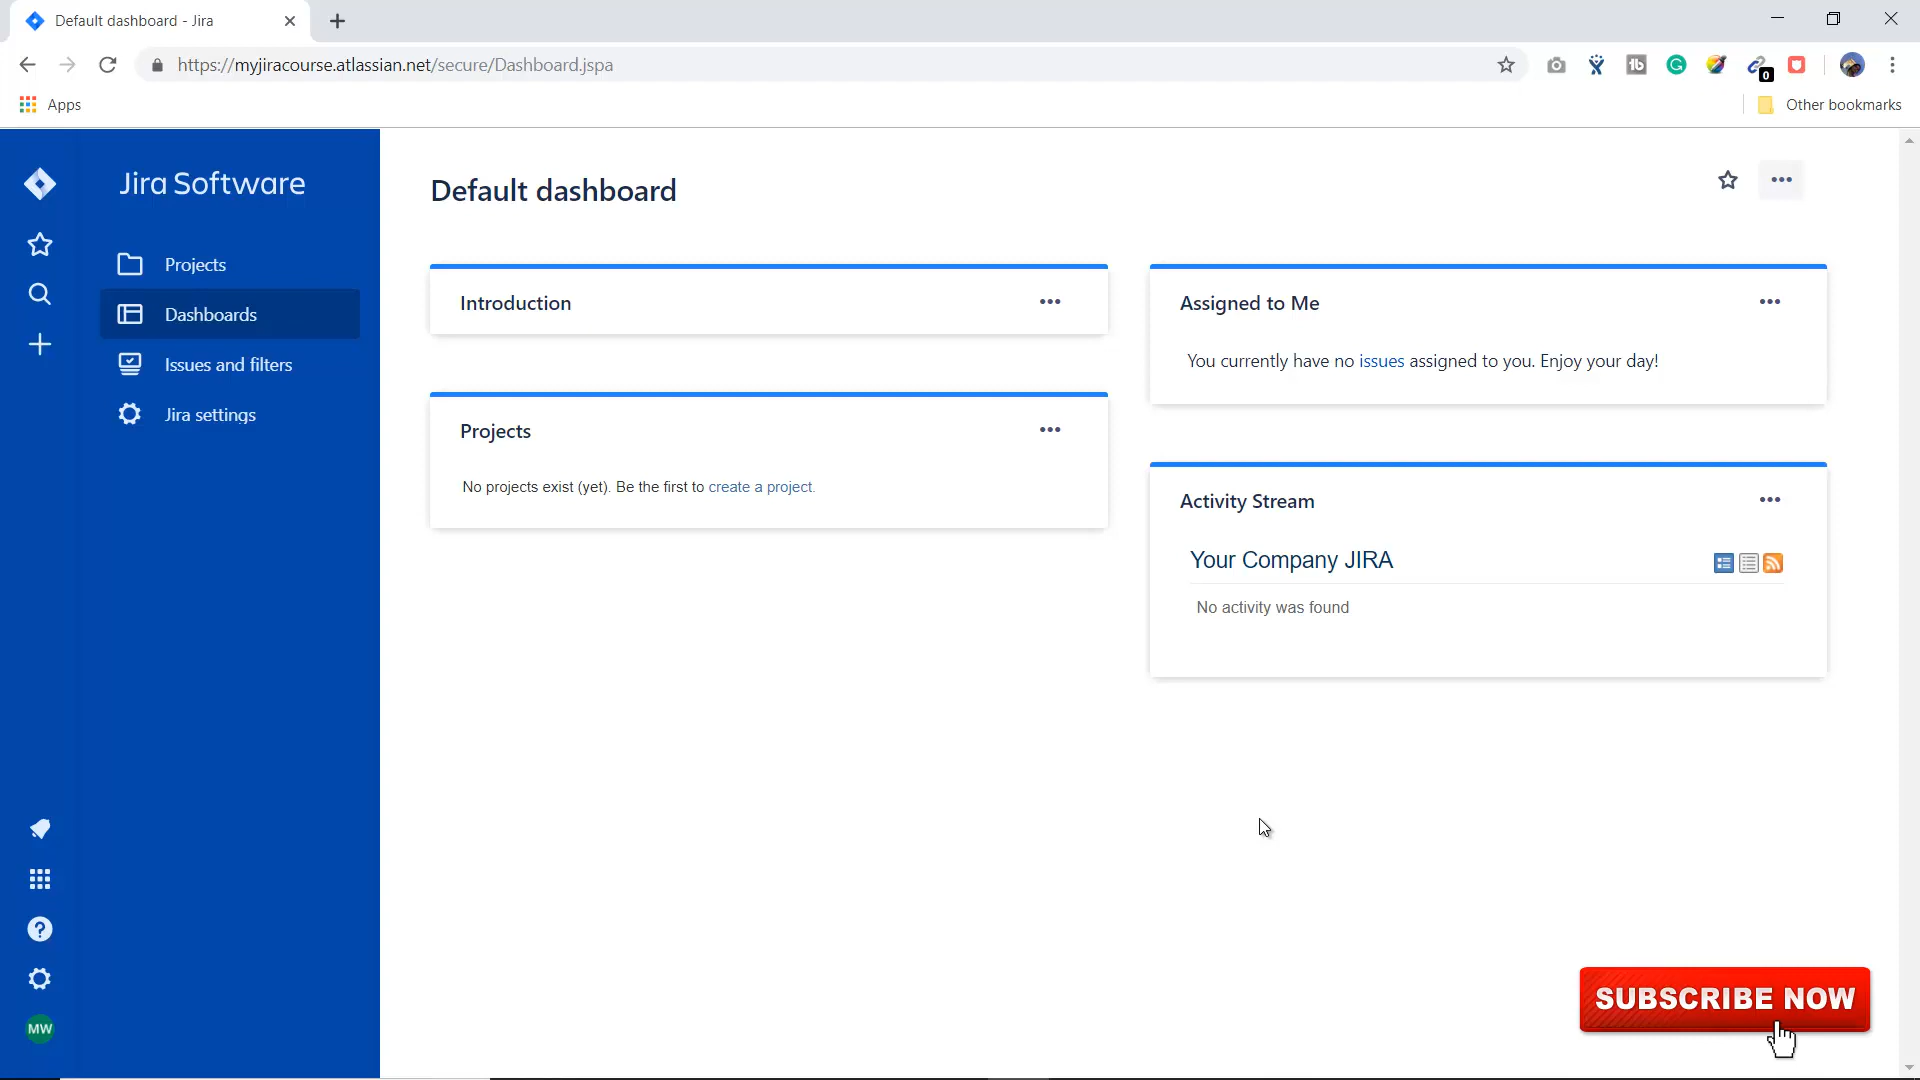 Default dashboard - Jira
https://myjiracourse.atlassian.net/secure/Dashboard.jspa
0
Apps
Other bookmarks
Jira Software
Projects
Dashboards
Issues and filters
Jira settings
MW
Default dashboard
Introduction
Projects
No projects exist (yet). Be the first to create a project.
Assigned to Me
You currently have no issues assigned to you. Enjoy your day!
Activity Stream
Your Company JIRA
No activity was found
SUBSCRIBE NOW